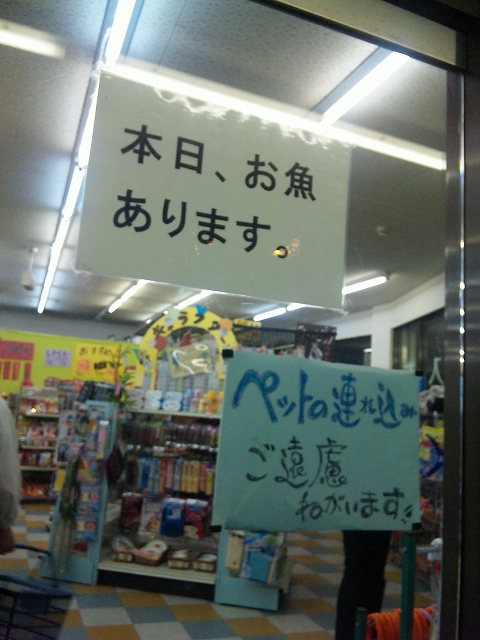 本日、お魚
あります。
ペットの連れ込み
ご遠慮
ねがいます!!